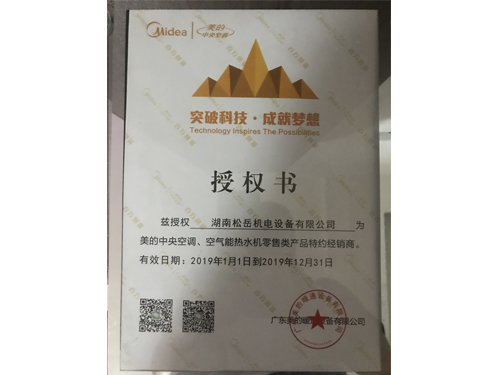 Midea 美的
中央空调
突破科技·成就梦想
Technology Inspires The Possibilities
授权书
兹授权 湖南松岳机电设备有限公司 为
美的中央空调、空气能热水机零售类产品特约经销商。
有效日期：2019年1月1日到2019年12月31日
广东美的暖通设备有限公司